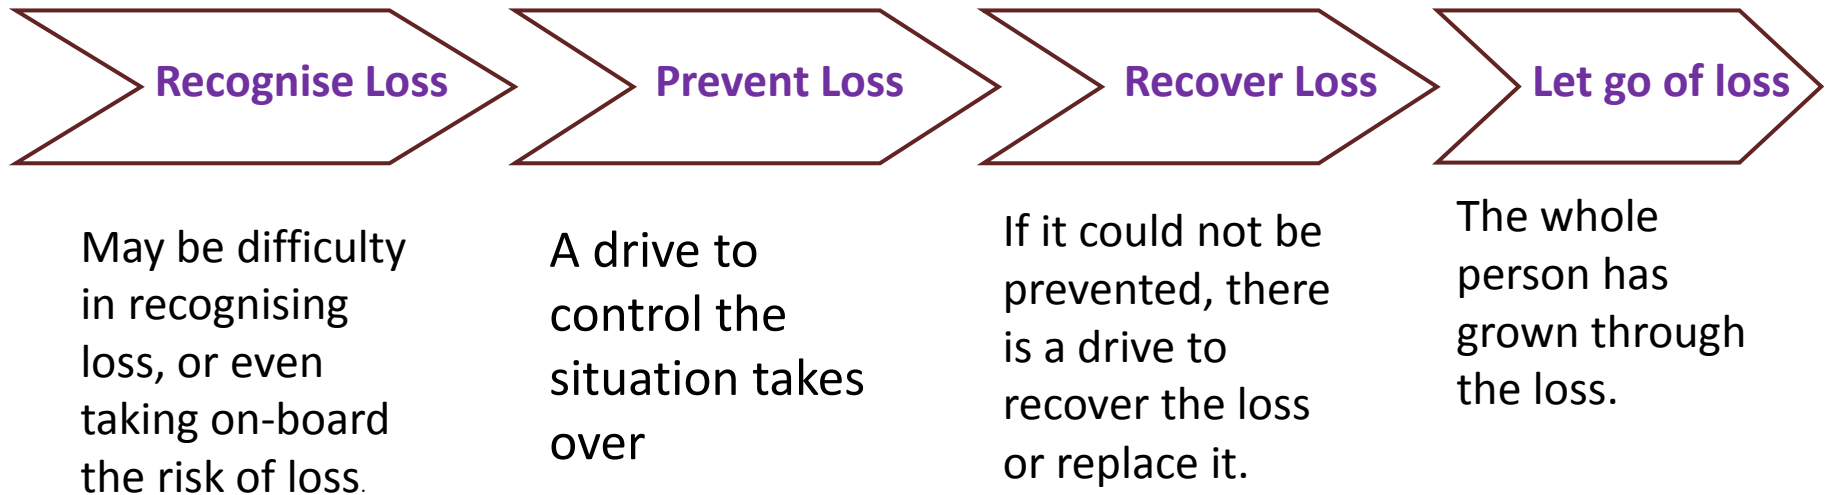 Recognise Loss
Prevent Loss
Recover Loss
Let go of loss
May be difficulty
in recognising
loss, or even
taking on-board
the risk of loss.
A drive to
control the
situation takes
over
If it could not be
prevented, there
is a drive to
recover the loss
or replace it.
The whole
person has
grown through
the loss.